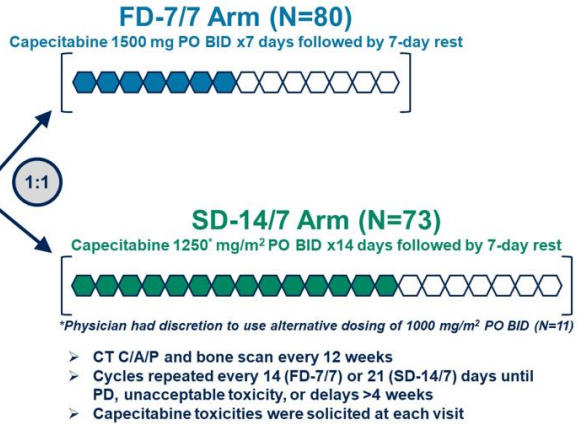 FD-7/7 Arm (N=80)
Capecitabine 1500 mg PO BID x7 days followed by 7-day rest
1:1
SD-14/7 Arm (N=73)
Capecitabine 1250* mg/m² PO BID x14 days followed by 7-day rest
*Physician had discretion to use alternative dosing of 1000 mg/m² PO BID (N=11)
➢ CT C/A/P and bone scan every 12 weeks
➢ Cycles repeated every 14 (FD-7/7) or 21 (SD-14/7) days until
PD, unacceptable toxicity, or delays >4 weeks
➢ Capecitabine toxicities were solicited at each visit